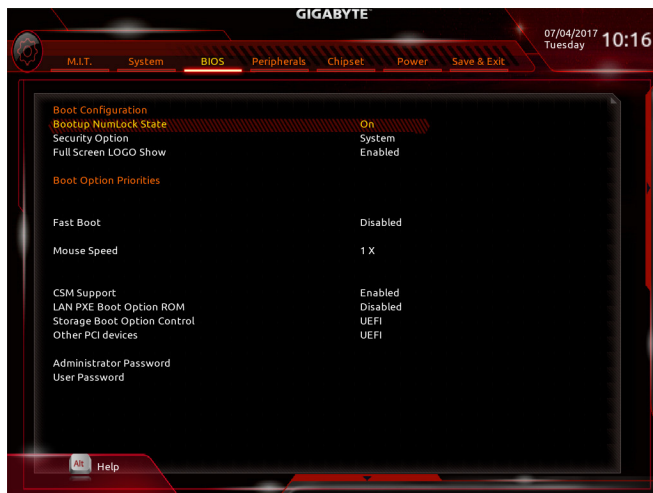 GIGABYTE™
07/04/2017 10:16
Tuesday
M.I.T. System BIOS Peripherals Chipset Power Save & Exit
Boot Configuration
Bootup NumLock State On
Security Option System
Full Screen LOGO Show Enabled
Boot Option Priorities
Fast Boot Disabled
Mouse Speed 1 X
CSM Support Enabled
LAN PXE Boot Option ROM Disabled
Storage Boot Option Control UEFI
Other PCI devices UEFI
Administrator Password
User Password
Alt Help